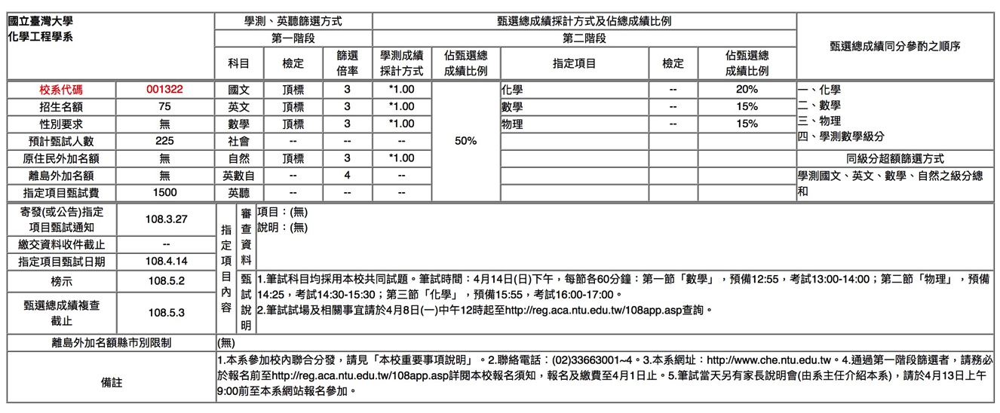 國立臺灣大學
化學工程學系
學測、英聽篩選方式
甄選總成績採計方式及佔總成績比例
甄選總成績同分參酌之順序
第一階段
第二階段
科目 檢定 篩選倍率 學測成績採計方式 佔甄選總成績比例 指定項目 檢定 佔甄選總成績比例
校系代碼 001322 國文 頂標 3 *1.00 50% 化學 -- 20% 一、化學
招生名額 75 英文 頂標 3 *1.00 數學 -- 15% 二、數學
性別要求 無 數學 頂標 3 *1.00 物理 -- 15% 三、物理
預計甄試人數 225 社會 -- -- -- 四、學測數學級分
原住民外加名額 無 自然 頂標 3 *1.00 同級分超額篩選方式
離島外加名額 無 英數自 -- 4 -- 學測國文、英文、數學、自然之級分總
指定項目甄試費 1500 英聽 -- -- -- 和
寄發(或公告)指定
項目甄試通知
108.3.27
繳交資料收件截止 --
指定項目甄試日期 108.4.14
榜示 108.5.2
甄選總成績複查
截止
108.5.3
指定項目內容
審查資料
項目：(無)
說明：(無)
甄試說明
1.筆試科目均採用本校共同試題。筆試時間：4月14日(日)下午，每節各60分鐘：第一節「數學」，預備12:55，考試13:00-14:00；第二節「物理」，預備
14:25，考試14:30-15:30；第三節「化學」，預備15:55，考試16:00-17:00。
2.筆試試場及相關事宜請於4月8日(一)中午12時起至http://reg.aca.ntu.edu.tw/108app.asp查詢。
離島外加名額縣市別限制 (無)
備註
1.本系參加校內聯合分發，請見「本校重要事項說明」。2.聯絡電話：(02)33663001~4。3.本系網址：http://www.che.ntu.edu.tw。4.通過第一階段篩選者，請務必
於報名前至http://reg.aca.ntu.edu.tw/108app.asp詳閱本校報名須知，報名及繳費至4月1日止。5.筆試當天另有家長說明會(由系主任介紹本系)，請於4月13日上午
9:00前至本系網站報名參加。